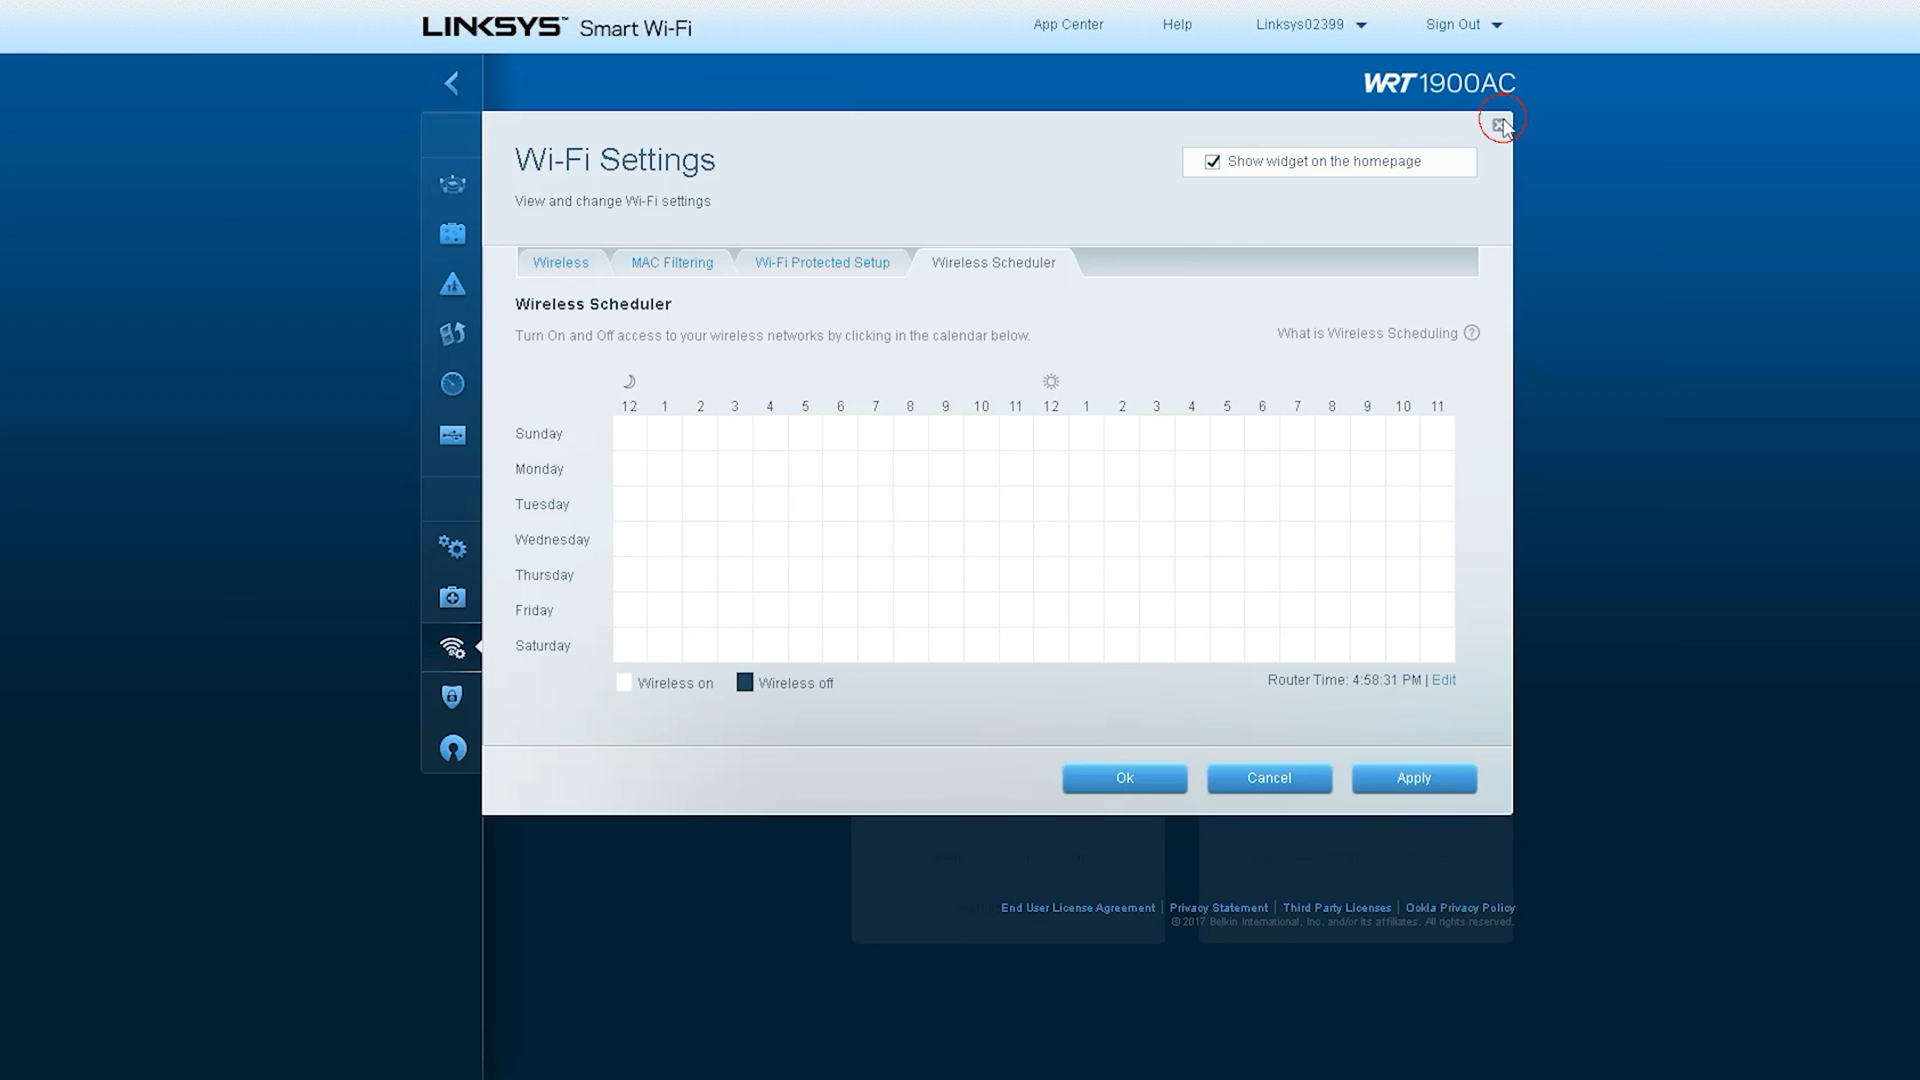 LINKSYS™ Smart Wi-Fi
App Center Help Linksys02399 Sign Out
WRT1900AC
Wi-Fi Settings
Show widget on the homepage
View and change Wi-Fi settings
Wireless MAC Filtering Wi-Fi Protected Setup Wireless Scheduler
Wireless Scheduler
Turn On and Off access to your wireless networks by clicking in the calendar below.
What is Wireless Scheduling ?
12 1 2 3 4 5 6 7 8 9 10 11 12 1 2 3 4 5 6 7 8 9 10 11
Sunday
Monday
Tuesday
Wednesday
Thursday
Friday
Saturday
Wireless on Wireless off
Router Time: 4:58:31 PM | Edit
Ok Cancel Apply
End User License Agreement | Privacy Statement | Third Party Licenses | Ookla Privacy Policy
© 2017 Belkin International, Inc. and/or its affiliates. All rights reserved.